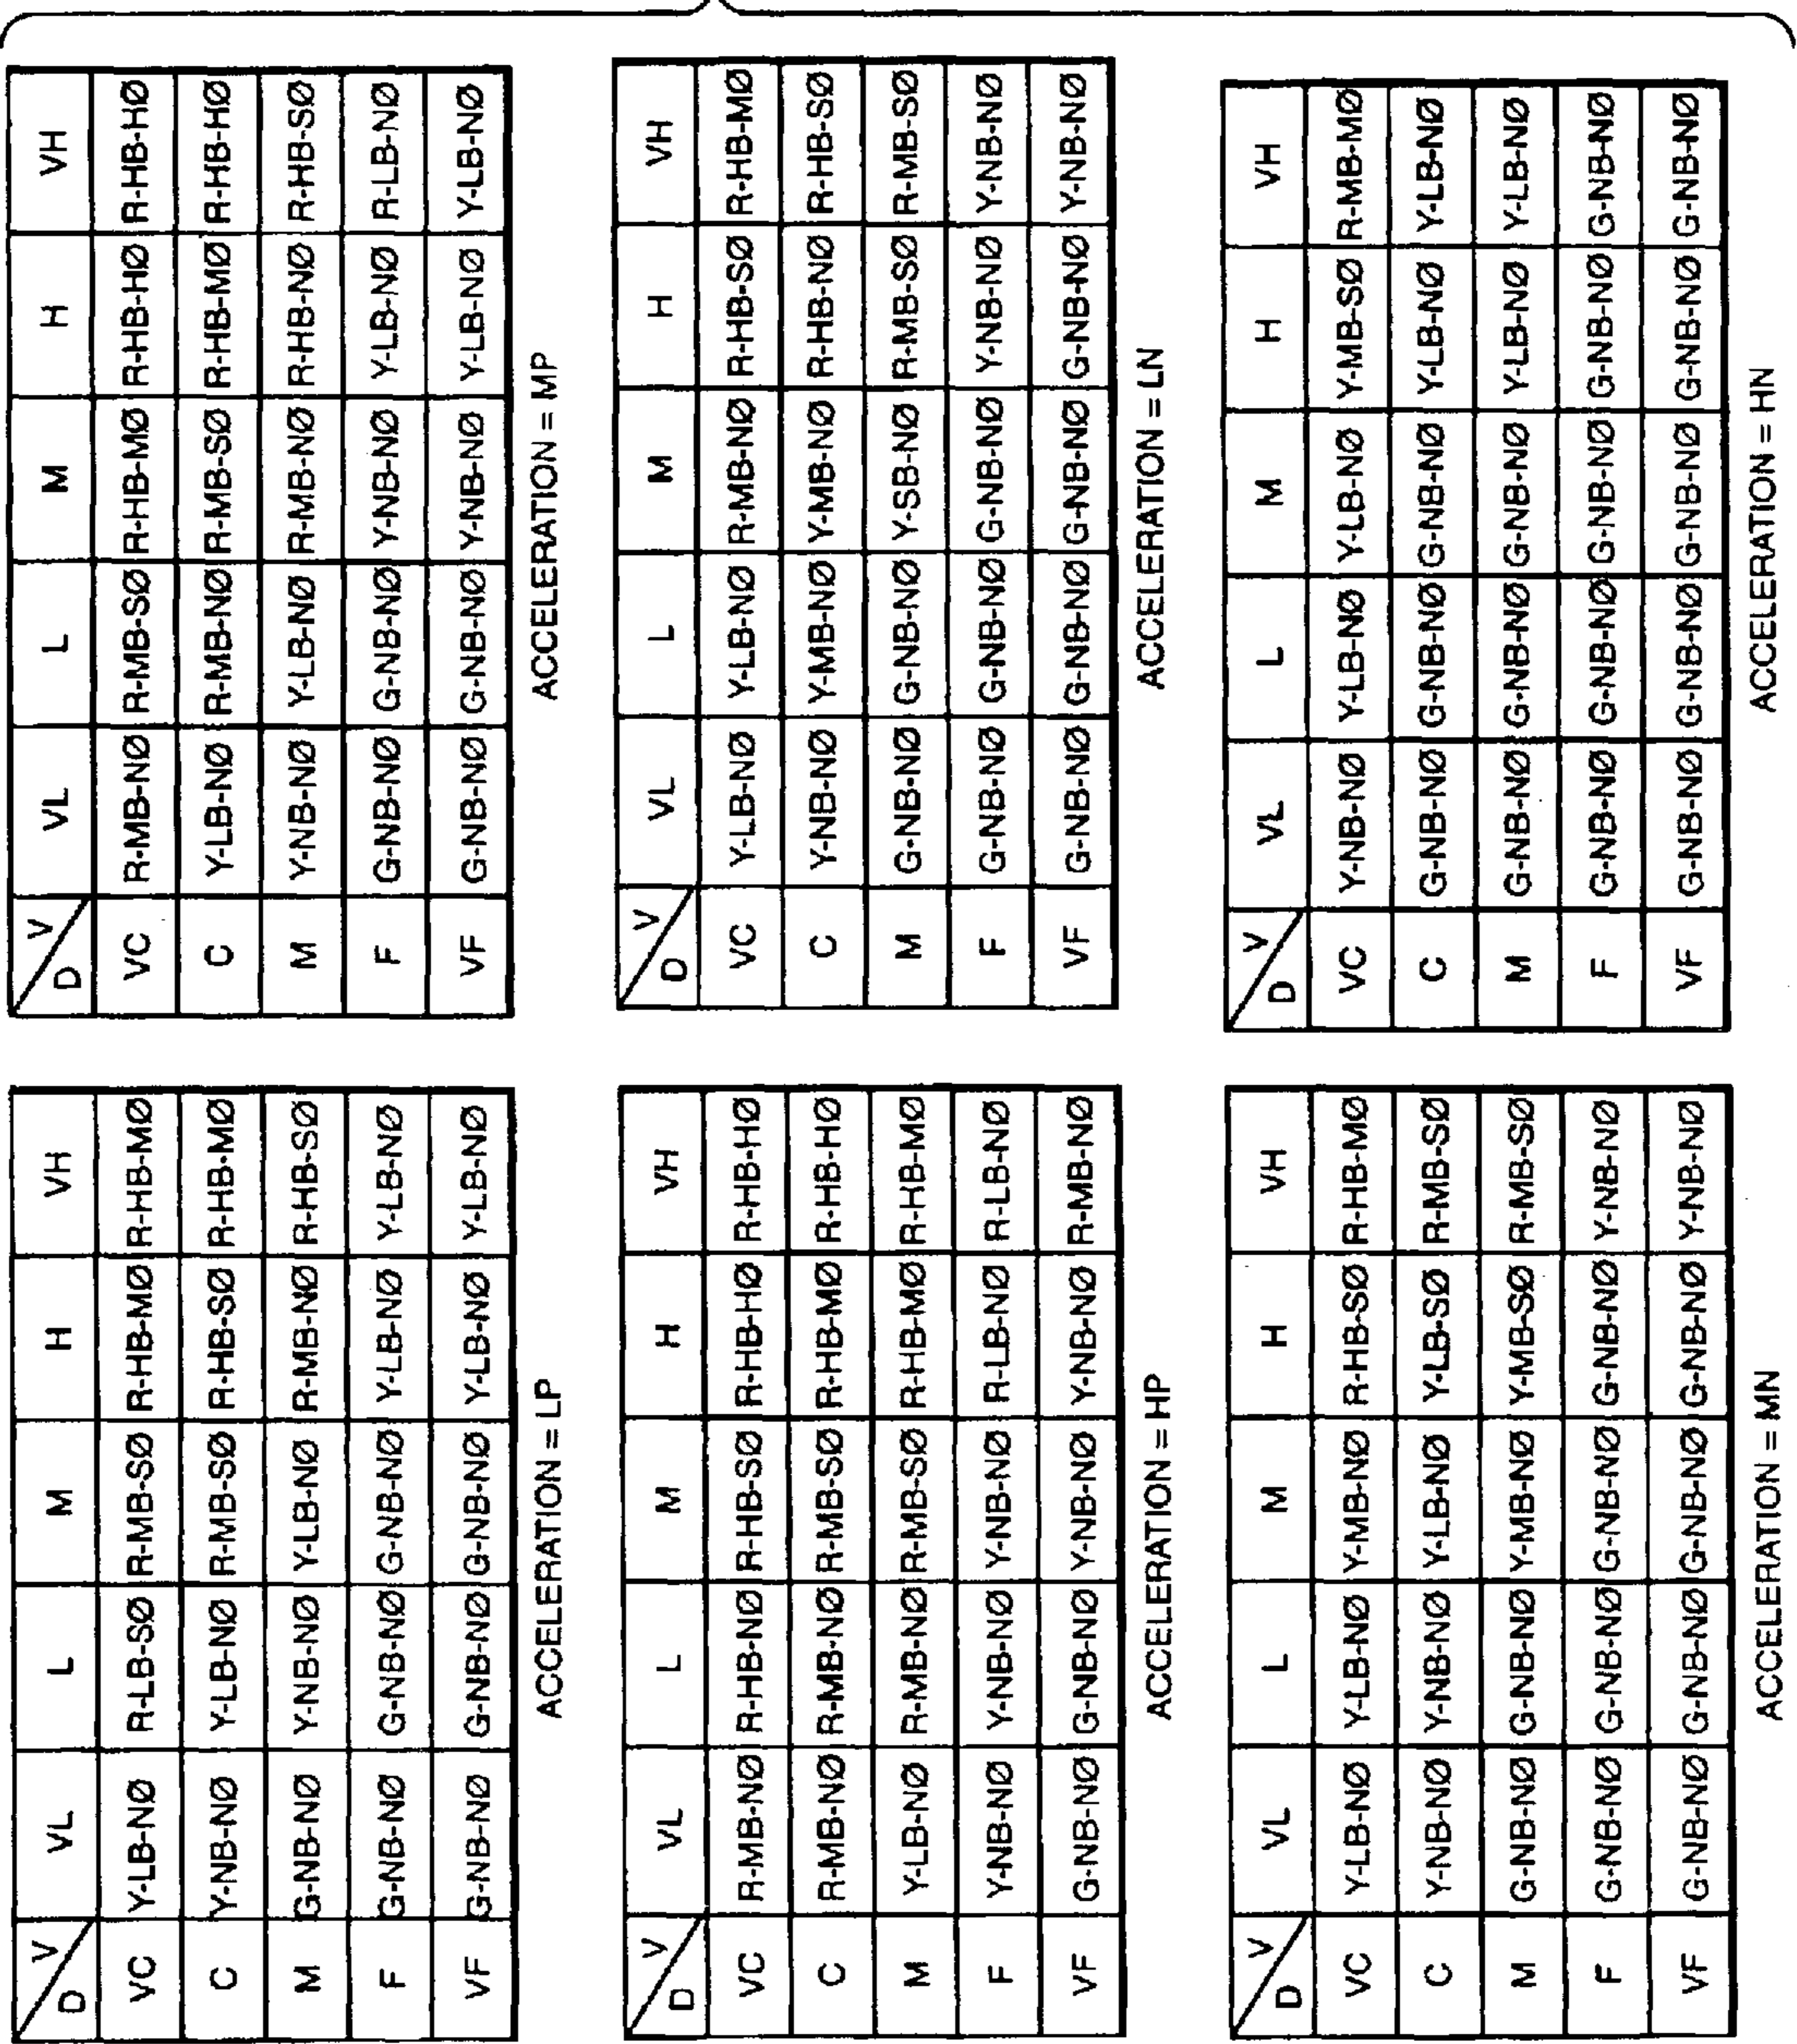 D V VL L M H VH
VC Y-LB-NØ R-LB-SØ R-MB-SØ R-HB-MØ R-HB-MØ
C Y-NB-NØ Y-LB-NØ R-MB-SØ R-HB-SØ R-HB-MØ
M G-NB-NØ Y-NB-NØ Y-LB-NØ R-MB-NØ R-HB-SØ
F G-NB-NØ G-NB-NØ G-NB-NØ Y-LB-NØ Y-LB-NØ
VF G-NB-NØ G-NB-NØ G-NB-NØ Y-LB-NØ Y-LB-NØ
ACCELERATION = LP
D V VL L M H VH
VC R-MB-NØ R-MB-SØ R-HB-MØ R-HB-HØ R-HB-HØ
C Y-LB-NØ R-MB-NØ R-MB-SØ R-HB-MØ R-HB-HØ
M Y-NB-NØ Y-LB-NØ R-MB-NØ R-HB-NØ R-HB-SØ
F G-NB-NØ G-NB-NØ Y-NB-NØ Y-LB-NØ R-LB-NØ
VF G-NB-NØ G-NB-NØ Y-NB-NØ Y-LB-NØ Y-LB-NØ
ACCELERATION = MP
D V VL L M H VH
VC R-MB-NØ R-HB-NØ R-HB-SØ R-HB-HØ R-HB-HØ
C R-MB-NØ R-MB-NØ R-MB-SØ R-HB-MØ R-HB-HØ
M Y-LB-NØ R-MB-NØ R-MB-SØ R-HB-MØ R-HB-MØ
F Y-NB-NØ Y-NB-NØ Y-NB-NØ R-LB-NØ R-LB-NØ
VF G-NB-NØ G-NB-NØ Y-NB-NØ Y-NB-NØ R-MB-NØ
ACCELERATION = HP
D V VL L M H VH
VC Y-LB-NØ Y-LB-NØ R-MB-NØ R-HB-SØ R-HB-MØ
C Y-NB-NØ Y-MB-NØ Y-MB-NØ R-HB-NØ R-HB-SØ
M G-NB-NØ G-NB-NØ Y-SB-NØ R-MB-SØ R-MB-SØ
F G-NB-NØ G-NB-NØ G-NB-NØ Y-NB-NØ Y-NB-NØ
VF G-NB-NØ G-NB-NØ G-NB-NØ G-NB-NØ Y-NB-NØ
ACCELERATION = LN
D V VL L M H VH
VC Y-LB-NØ Y-LB-NØ Y-MB-NØ R-HB-SØ R-HB-MØ
C Y-NB-NØ Y-NB-NØ Y-LB-NØ Y-LB-SØ R-MB-SØ
M G-NB-NØ G-NB-NØ Y-MB-NØ Y-MB-SØ R-MB-SØ
F G-NB-NØ G-NB-NØ G-NB-NØ G-NB-NØ Y-NB-NØ
VF G-NB-NØ G-NB-NØ G-NB-NØ G-NB-NØ Y-NB-NØ
ACCELERATION = MN
D V VL L M H VH
VC Y-NB-NØ Y-LB-NØ Y-LB-NØ Y-MB-SØ R-MB-MØ
C G-NB-NØ G-NB-NØ G-NB-NØ Y-LB-NØ Y-LB-NØ
M G-NB-NØ G-NB-NØ G-NB-NØ Y-LB-NØ Y-LB-NØ
F G-NB-NØ G-NB-NØ G-NB-NØ G-NB-NØ G-NB-NØ
VF G-NB-NØ G-NB-NØ G-NB-NØ G-NB-NØ G-NB-NØ
ACCELERATION = HN